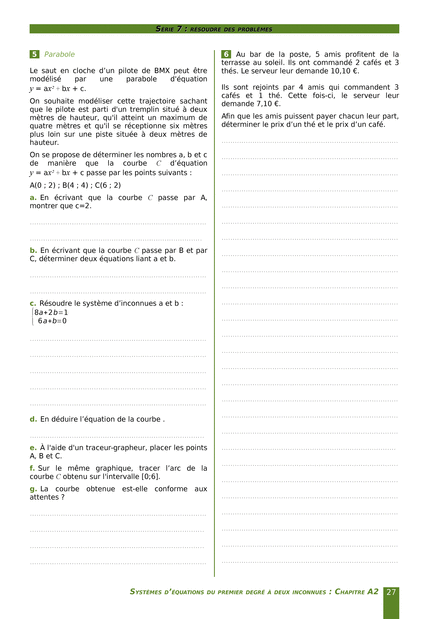 SÉRIE 7 : RÉSOUDRE DES PROBLÈMES
5 Parabole
Le saut en cloche d'un pilote de BMX peut être
modélisé par une parabole d'équation
y = ax² + bx + c.
On souhaite modéliser cette trajectoire sachant
que le pilote est parti d'un tremplin situé à deux
mètres de hauteur, qu'il atteint un maximum de
quatre mètres et qu'il se réceptionne six mètres
plus loin sur une piste située à deux mètres de
hauteur.
On se propose de déterminer les nombres a, b et c
de manière que la courbe C d'équation
y = ax² + bx + c passe par les points suivants :
A(0 ; 2) ; B(4 ; 4) ; C(6 ; 2)
a. En écrivant que la courbe C passe par A,
montrer que c=2.
b. En écrivant que la courbe C passe par B et par
C, déterminer deux équations liant a et b.
c. Résoudre le système d'inconnues a et b :
8a+2b=1
6a+b=0
d. En déduire l'équation de la courbe .
e. À l'aide d'un traceur-grapheur, placer les points
A, B et C.
f. Sur le même graphique, tracer l'arc de la
courbe C obtenu sur l'intervalle [0;6].
g. La courbe obtenue est-elle conforme aux
attentes ?
6 Au bar de la poste, 5 amis profitent de la
terrasse au soleil. Ils ont commandé 2 cafés et 3
thés. Le serveur leur demande 10,10 €.
Ils sont rejoints par 4 amis qui commandent 3
cafés et 1 thé. Cette fois-ci, le serveur leur
demande 7,10 €.
Afin que les amis puissent payer chacun leur part,
déterminer le prix d'un thé et le prix d'un café.
SYSTÈMES D'ÉQUATIONS DU PREMIER DEGRÉ À DEUX INCONNUES : CHAPITRE A2 27